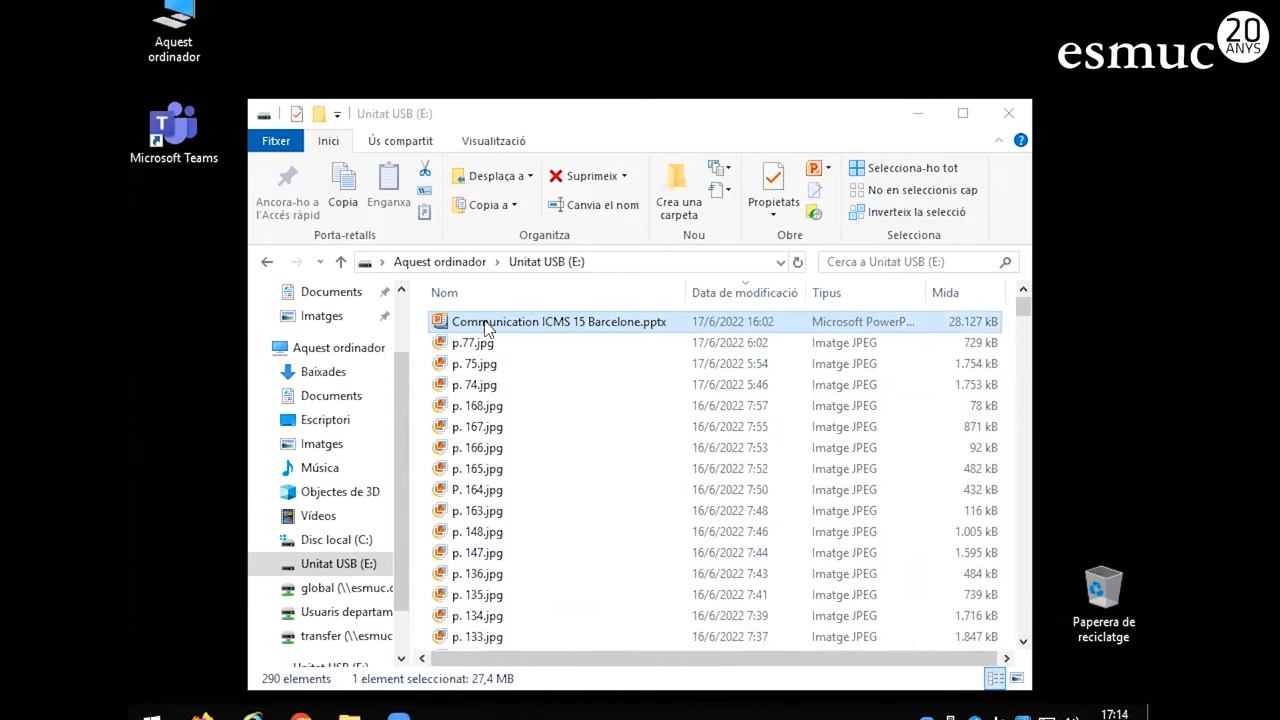 Aquest
ordinador
esmuc
20
ANYS
Microsoft Teams
Unitat USB (E:)
Fitxer
Inici
Ús compartit
Visualització
Ancora-ho a
l'Accés ràpid
Copia
Enganxa
Desplaça a
Copia a
Suprimeix
Canvia el nom
Crea una
carpeta
Propietats
Selecciona-ho tot
No en seleccionis cap
Inverteix la selecció
Porta-retalls
Organitza
Nou
Obre
Selecciona
Aquest ordinador
Unitat USB (E:)
Cerca a Unitat USB (E:)
Documents
Imatges
Aquest ordinador
Baixades
Documents
Escriptori
Imatges
Música
Objectes de 3D
Vídeos
Disc local (C:)
Unitat USB (E:)
global (\\esmuc.c
Usuaris departam
transfer (\\esmuc
Unitat USB (E:)
Nom Data de modificació Tipus Mida
Communication ICMS 15 Barcelone.pptx 17/6/2022 16:02 Microsoft PowerP... 28.127 kB
p.77.jpg 17/6/2022 6:02 Imatge JPEG 729 kB
p. 75.jpg 17/6/2022 5:54 Imatge JPEG 1.754 kB
p. 74.jpg 17/6/2022 5:46 Imatge JPEG 1.753 kB
p. 168.jpg 16/6/2022 7:57 Imatge JPEG 78 kB
p. 167.jpg 16/6/2022 7:55 Imatge JPEG 871 kB
p. 166.jpg 16/6/2022 7:53 Imatge JPEG 92 kB
p. 165.jpg 16/6/2022 7:52 Imatge JPEG 482 kB
P. 164.jpg 16/6/2022 7:50 Imatge JPEG 432 kB
p. 163.jpg 16/6/2022 7:48 Imatge JPEG 116 kB
p. 148.jpg 16/6/2022 7:46 Imatge JPEG 1.005 kB
p. 147.jpg 16/6/2022 7:44 Imatge JPEG 1.595 kB
p. 136.jpg 16/6/2022 7:43 Imatge JPEG 484 kB
p. 135.jpg 16/6/2022 7:41 Imatge JPEG 739 kB
p. 134.jpg 16/6/2022 7:39 Imatge JPEG 1.716 kB
p. 133.jpg 16/6/2022 7:37 Imatge JPEG 1.847 kB
290 elements 1 element seleccionat: 27,4 MB
Paperera de
reciclatge
17:14